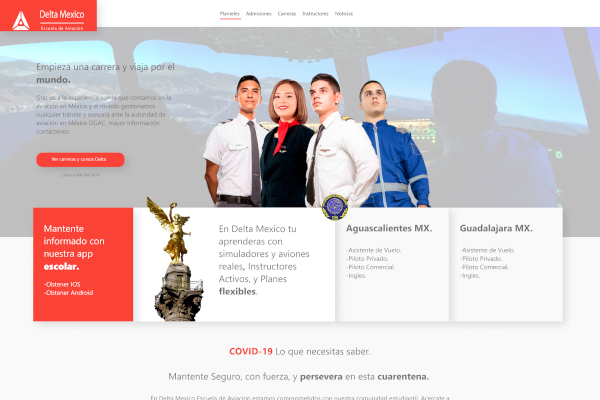 Delta Mexico
Escuela de Aviacion
Planteles Admisiones Carreras Instructores Noticias
Empieza una carrera y viaja por el
mundo.
Gracias a la experiencia con la que contamos en la
aviación en México y el mundo gestionamos
cualquier trámite y asesoría ante la autoridad de
aviación en México DGAC, mayor información
contáctenos.
Ver carreras y cursos Delta
Mantente
informado con
nuestra app
escolar.
-Obtener IOS
-Obtener Android
En Delta Mexico tu
aprenderas con
simuladores y aviones
reales, Instructores
Activos, y Planes
flexibles.
Aguascalientes MX.
-Asistente de Vuelo.
-Piloto Privado.
-Piloto Comercial.
-Ingles.
Guadalajara MX.
-Asistente de Vuelo.
-Piloto Privado.
-Piloto Comercial
-Ingles.
COVID-19 Lo que necesitas saber.
Mantente Seguro, con fuerza, y persevera en esta cuarentena.
En Delta Mexico Escuela de Aviacion estamos comprometidos con nuestra comunidad estudiantil. Acercate a